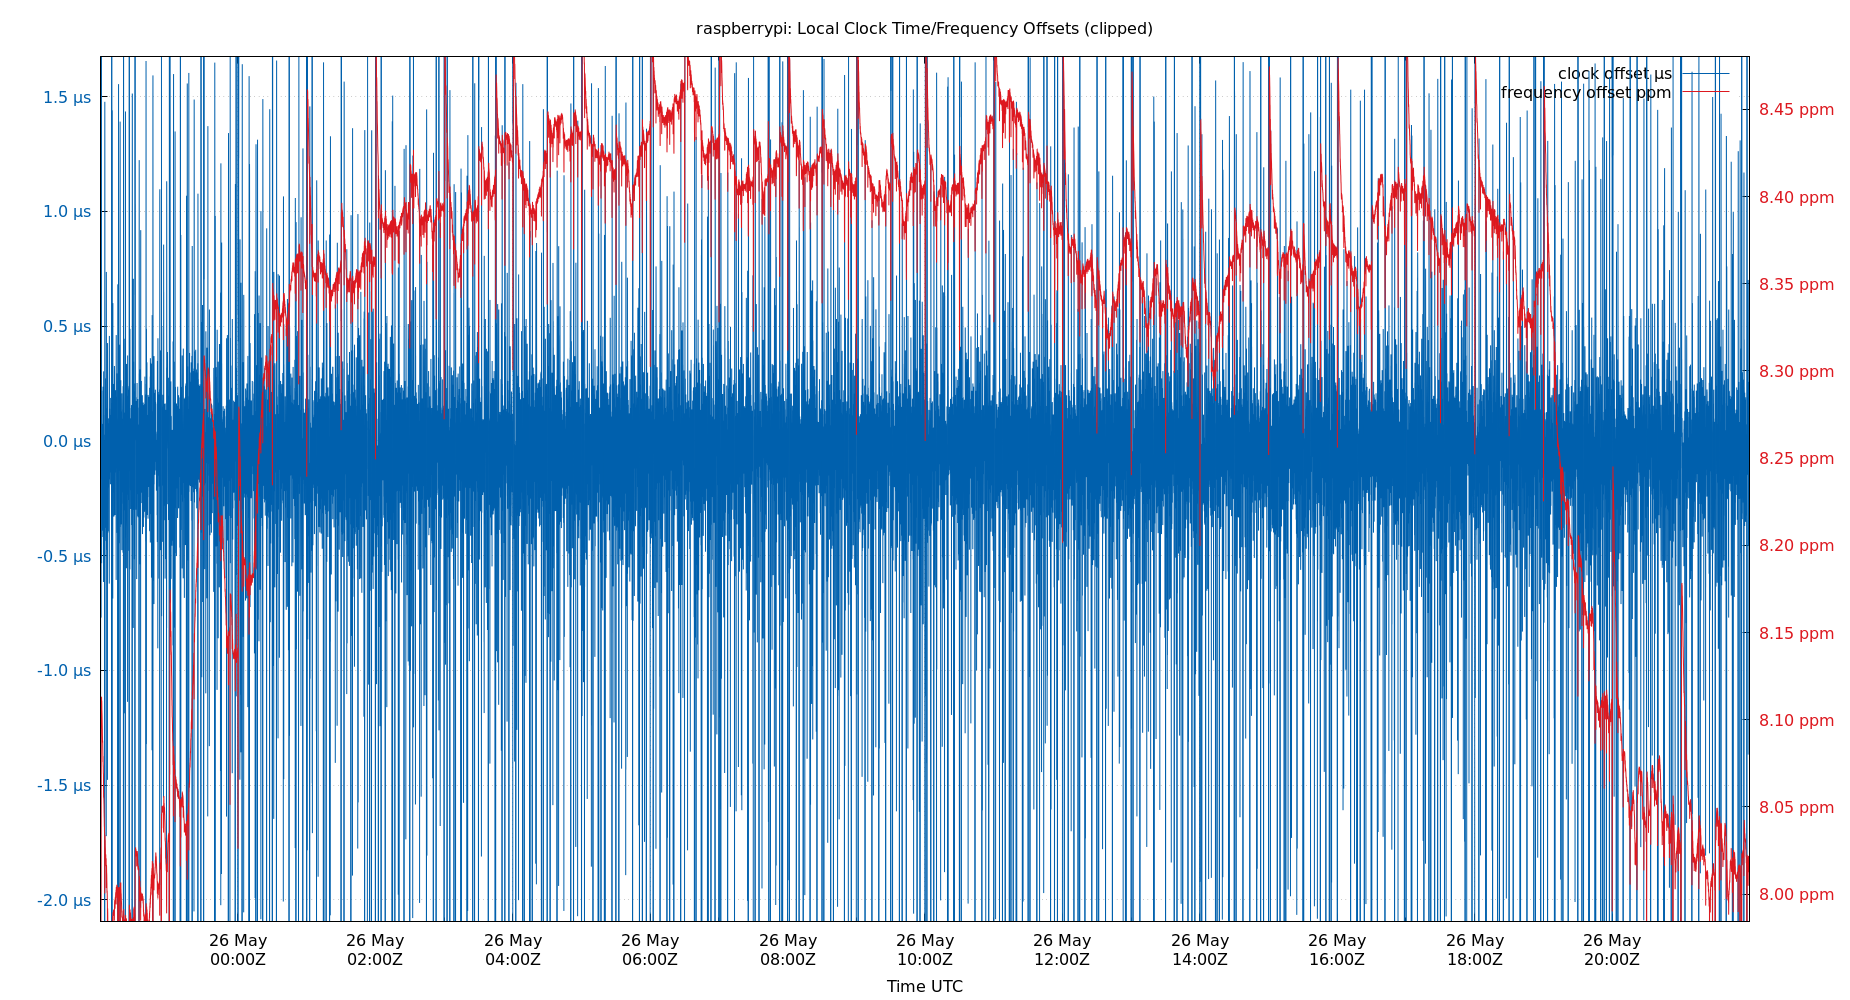 raspberrypi: Local Clock Time/Frequency Offsets (clipped)
clock offset µs
frequency offset ppm
1.5 µs
1.0 µs
0.5 µs
0.0 µs
-0.5 µs
-1.0 µs
-1.5 µs
-2.0 µs
8.45 ppm
8.40 ppm
8.35 ppm
8.30 ppm
8.25 ppm
8.20 ppm
8.15 ppm
8.10 ppm
8.05 ppm
8.00 ppm
26 May 26 May 26 May 26 May 26 May 26 May 26 May 26 May 26 May 26 May 26 May
00:00Z 02:00Z 04:00Z 06:00Z 08:00Z 10:00Z 12:00Z 14:00Z 16:00Z 18:00Z 20:00Z
Time UTC